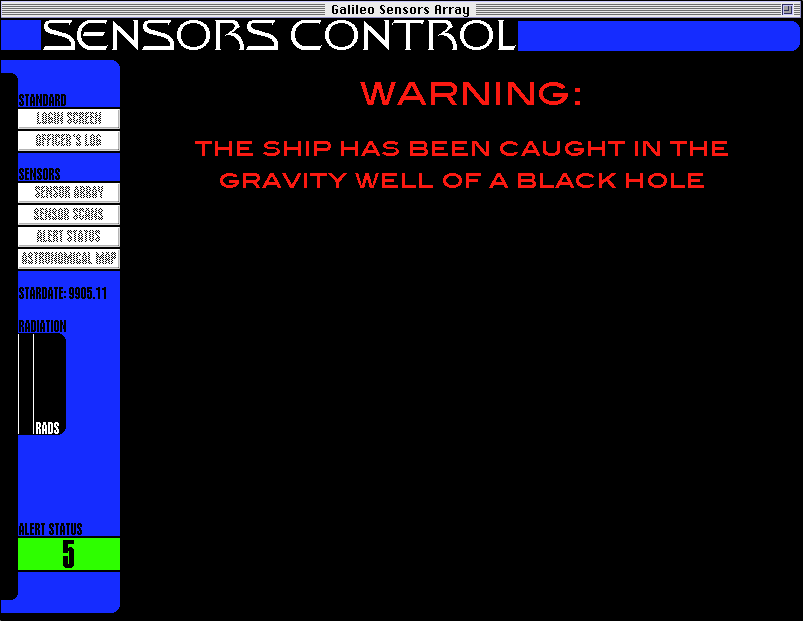 Galileo Sensors Array
SENSORS CONTROL
STANDARD
LOGIN SCREEN
OFFICER'S LOG
SENSORS
SENSOR ARRAY
SENSOR SCANS
ALERT STATUS
ASTRONOMICAL MAP
STARDATE: 9905.11
RADIATION
RADS
ALERT STATUS
5
WARNING:
THE SHIP HAS BEEN CAUGHT IN THE
GRAVITY WELL OF A BLACK HOLE